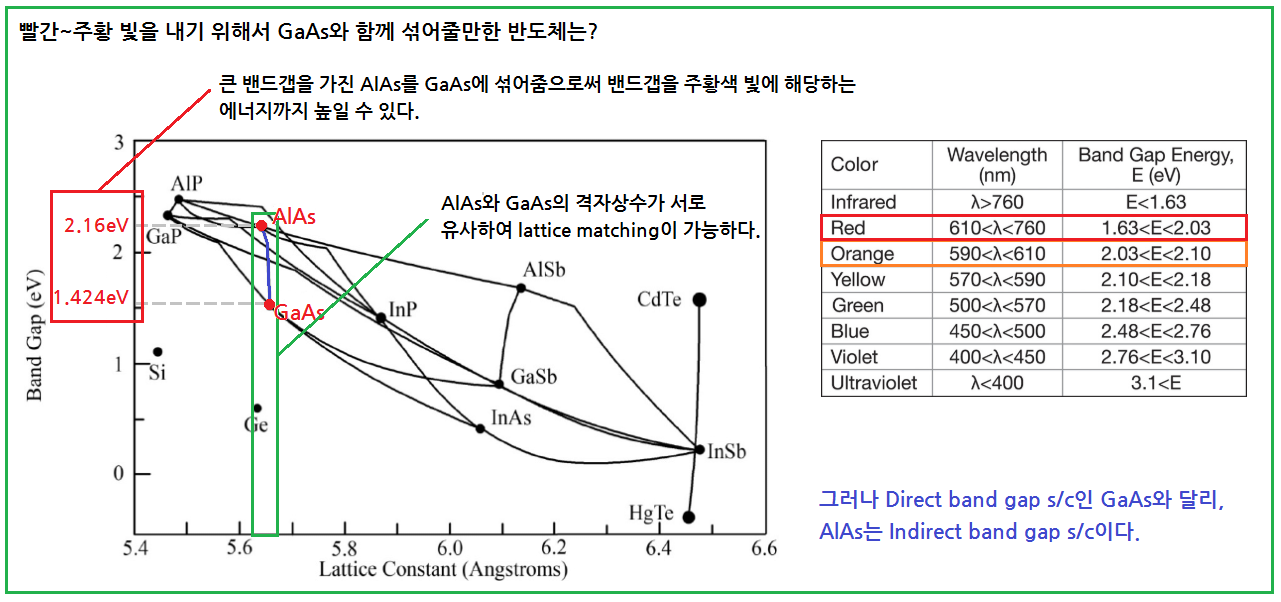 빨간~주황 빛을 내기 위해서 GaAs와 함께 섞어줄만한 반도체는?
큰 밴드갭을 가진 AlAs를 GaAs에 섞어줌으로써 밴드갭을 주황색 빛에 해당하는
에너지까지 높일 수 있다.
3
AlP
2.16eV
AlAs
GaP
2
AlAs와 GaAs의 격자상수가 서로
유사하여 lattice matching이 가능하다.
AlSb
CdTe
1.424eV
GaAs
InP
Band Gap (eV)
1
Si
GaSb
Ge
InAs
InSb
0
HgTe
5.4 5.6 5.8 6.0 6.2 6.4 6.6
Lattice Constant (Angstroms)
Color Wavelength (nm) Band Gap Energy, E (eV)
Infrared λ>760 E<1.63
Red 610<λ<760 1.63<E<2.03
Orange 590<λ<610 2.03<E<2.10
Yellow 570<λ<590 2.10<E<2.18
Green 500<λ<570 2.18<E<2.48
Blue 450<λ<500 2.48<E<2.76
Violet 400<λ<450 2.76<E<3.10
Ultraviolet λ<400 3.1<E
그러나 Direct band gap s/c인 GaAs와 달리,
AlAs는 Indirect band gap s/c이다.